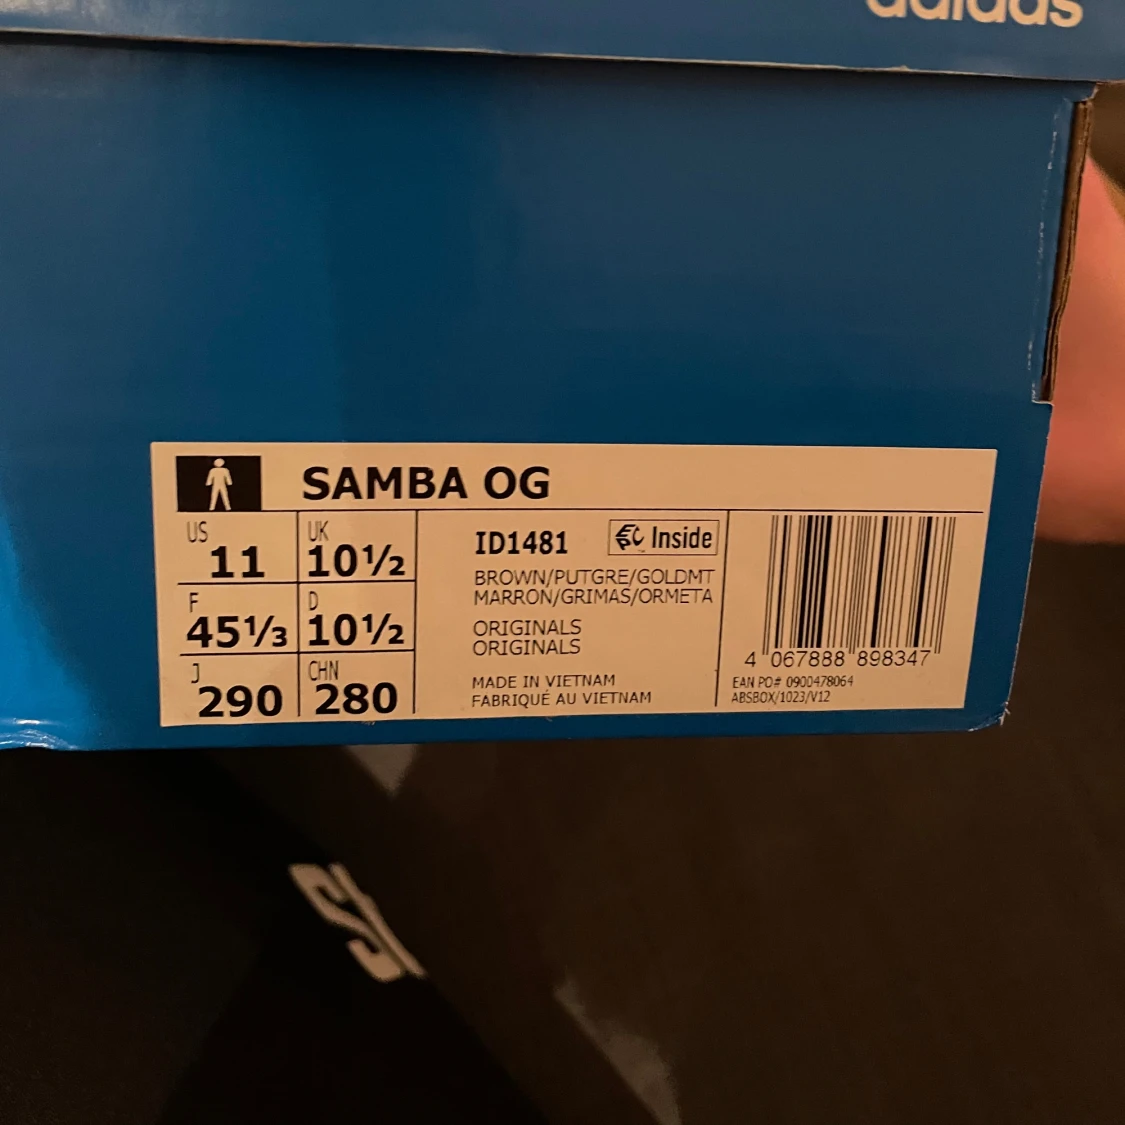 adidas
SAMBA OG
US
11
UK
10½
F
45⅓
D
10½
J
290
CHN
280
ID1481
EPC Inside
BROWN/PUTGRE/GOLDMT
MARRON/GRIMAS/ORMETA
ORIGINALS
ORIGINALS
MADE IN VIETNAM
FABRIQUÉ AU VIETNAM
4 067888 898347
EAN PO# 0900478064
ABSBOX/1023/V12